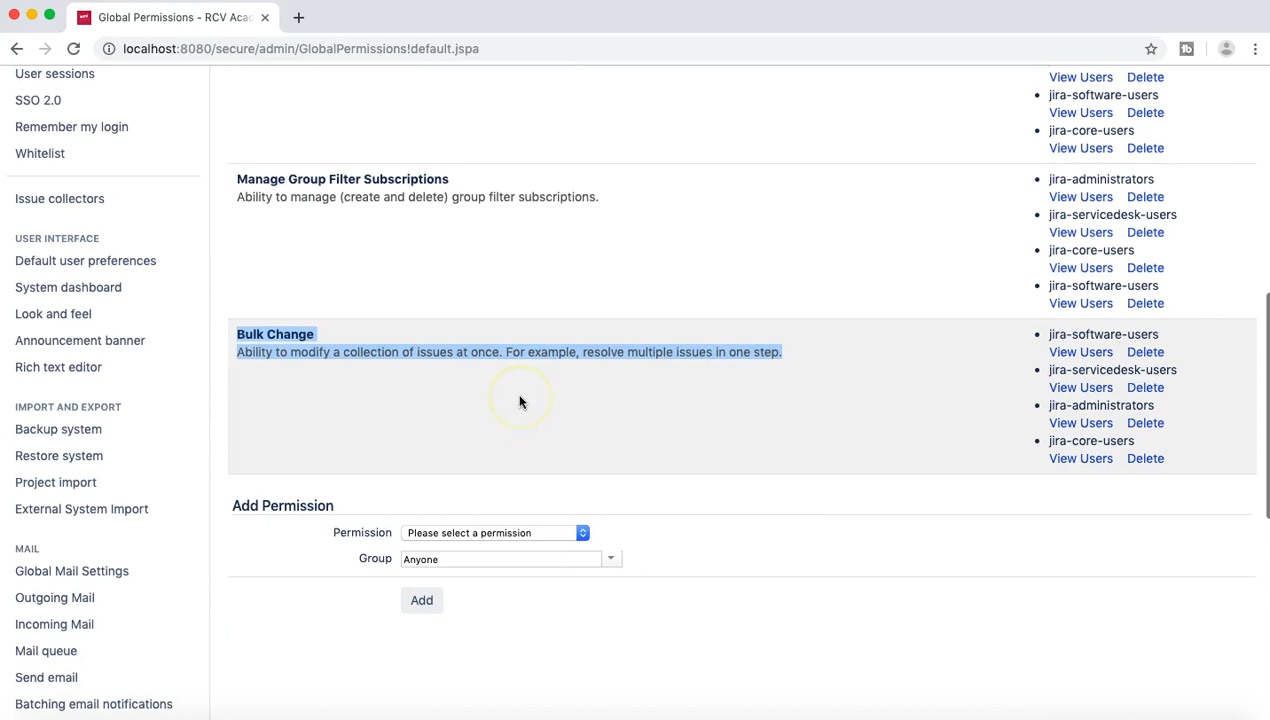 Global Permissions - RCV Aca
localhost:8080/secure/admin/GlobalPermissions!default.jspa
User sessions
SSO 2.0
Remember my login
Whitelist
Issue collectors
USER INTERFACE
Default user preferences
System dashboard
Look and feel
Announcement banner
Rich text editor
IMPORT AND EXPORT
Backup system
Restore system
Project import
External System Import
MAIL
Global Mail Settings
Outgoing Mail
Incoming Mail
Mail queue
Send email
Batching email notifications
View Users Delete
jira-software-users
View Users Delete
jira-core-users
View Users Delete
Manage Group Filter Subscriptions
Ability to manage (create and delete) group filter subscriptions.
jira-administrators
View Users Delete
jira-servicedesk-users
View Users Delete
jira-core-users
View Users Delete
jira-software-users
View Users Delete
Bulk Change
Ability to modify a collection of issues at once. For example, resolve multiple issues in one step.
jira-software-users
View Users Delete
jira-servicedesk-users
View Users Delete
jira-administrators
View Users Delete
jira-core-users
View Users Delete
Add Permission
Permission Please select a permission
Group Anyone
Add